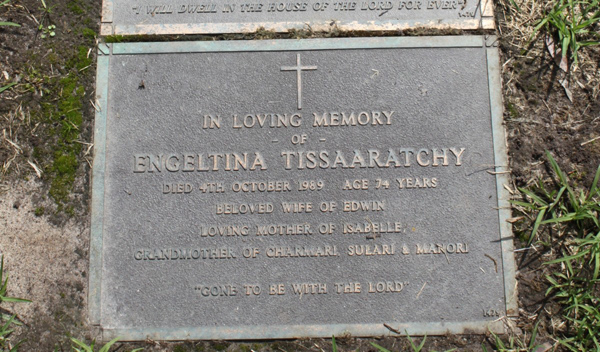 "I WILL DWELL IN THE HOUSE OF THE LORD FOR EVER"
IN LOVING MEMORY
- OF -
ENGELTINA TISSAARATCHY
DIED 4TH OCTOBER 1989 AGE 74 YEARS
BELOVED WIFE OF EDWIN
LOVING MOTHER OF ISABELLE,
GRANDMOTHER OF CHARMARI, SULARI & MANORI
"GONE TO BE WITH THE LORD"